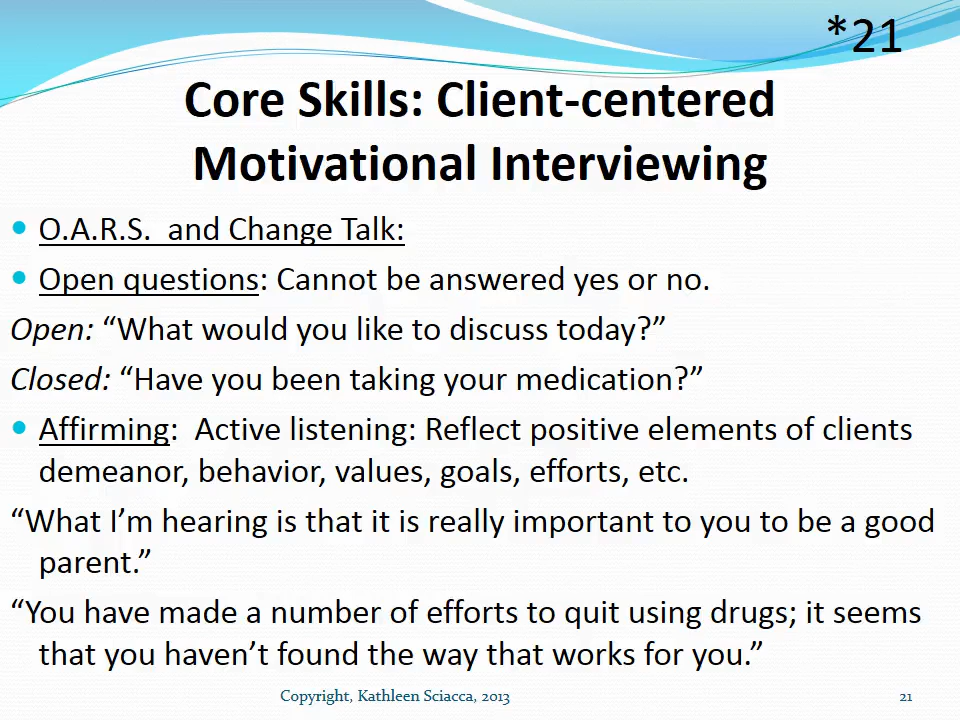 *21
Core Skills: Client-centered
Motivational Interviewing
• O.A.R.S.  and Change Talk:
• Open questions: Cannot be answered yes or no.
Open: “What would you like to discuss today?”
Closed: “Have you been taking your medication?”
• Affirming:  Active listening: Reflect positive elements of clients
demeanor, behavior, values, goals, efforts, etc.
“What I’m hearing is that it is really important to you to be a good
parent.”
“You have made a number of efforts to quit using drugs; it seems
that you haven’t found the way that works for you.”
Copyright, Kathleen Sciacca, 2013
21